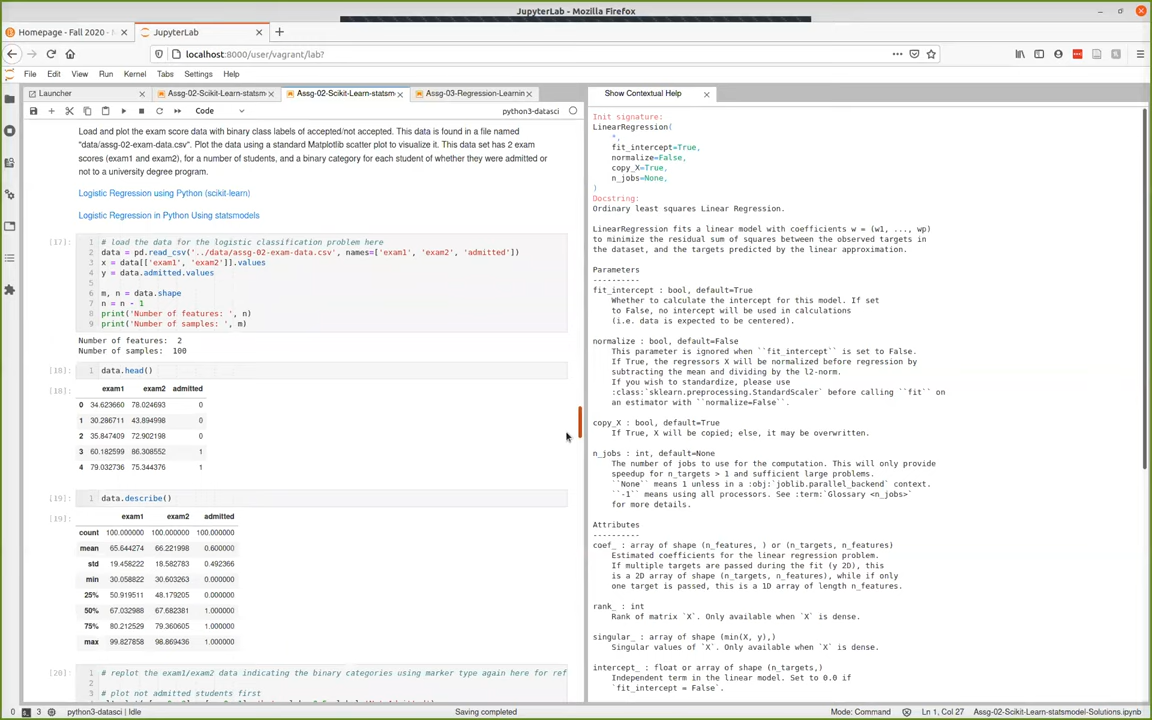 JupyterLab - Mozilla Firefox
Homepage - Fall 2020 -
JupyterLab
localhost:8000/user/vagrant/lab?
File Edit View Run Kernel Tabs Settings Help
Launcher
Assg-02-Scikit-Learn-statsm
Assg-02-Scikit-Learn-statsm
Assg-03-Regression-Learnin
Code
python3-datasci
Load and plot the exam score data with binary class labels of accepted/not accepted. This data is found in a file named
"data/assg-02-exam-data.csv". Plot the data using a standard Matplotlib scatter plot to visualize it. This data set has 2 exam
scores (exam1 and exam2), for a number of students, and a binary category for each student of whether they were admitted or
not to a university degree program.
Logistic Regression using Python (scikit-learn)
Logistic Regression in Python Using statsmodels
[17]:
1 # load the data for the logistic classification problem here
2 data = pd.read_csv('../data/assg-02-exam-data.csv', names=['exam1', 'exam2', 'admitted'])
3 x = data[['exam1', 'exam2']].values
4 y = data.admitted.values
5
6 m, n = data.shape
7 n = n - 1
8 print('Number of features: ', n)
9 print('Number of samples: ', m)
Number of features:  2
Number of samples:  100
[18]: 1 data.head()
[18]: exam1 exam2 admitted
0 34.623660 78.024693 0
1 30.286711 43.894998 0
2 35.847409 72.902198 0
3 60.182599 86.308552 1
4 79.032736 75.344376 1
[19]: 1 data.describe()
[19]: exam1 exam2 admitted
count 100.000000 100.000000 100.000000
mean 65.644274 66.221998 0.600000
std 19.458222 18.582783 0.492366
min 30.058822 30.603263 0.000000
25% 50.919511 48.179205 0.000000
50% 67.032988 67.682381 1.000000
75% 80.212529 79.360605 1.000000
max 99.827858 98.869436 1.000000
[20]: 1 # replot the exam1/exam2 data indicating the binary categories using marker type again here for ref
2
3 # plot not admitted students first
Show Contextual Help
Init signature:
LinearRegression(
*,
fit_intercept=True,
normalize=False,
copy_X=True,
n_jobs=None,
)
Docstring:
Ordinary least squares Linear Regression.
LinearRegression fits a linear model with coefficients w = (w1, ..., wp)
to minimize the residual sum of squares between the observed targets in
the dataset, and the targets predicted by the linear approximation.
Parameters
----------
fit_intercept : bool, default=True
Whether to calculate the intercept for this model. If set
to False, no intercept will be used in calculations
(i.e. data is expected to be centered).
normalize : bool, default=False
This parameter is ignored when ``fit_intercept`` is set to False.
If True, the regressors X will be normalized before regression by
subtracting the mean and dividing by the l2-norm.
If you wish to standardize, please use
:class:`sklearn.preprocessing.StandardScaler` before calling ``fit`` on
an estimator with ``normalize=False``.
copy_X : bool, default=True
If True, X will be copied; else, it may be overwritten.
n_jobs : int, default=None
The number of jobs to use for the computation. This will only provide
speedup for n_targets > 1 and sufficient large problems.
``None`` means 1 unless in a :obj:`joblib.parallel_backend` context.
``-1`` means using all processors. See :term:`Glossary <n_jobs>`
for more details.
Attributes
----------
coef_ : array of shape (n_features, ) or (n_targets, n_features)
Estimated coefficients for the linear regression problem.
If multiple targets are passed during the fit (y 2D), this
is a 2D array of shape (n_targets, n_features), while if only
one target is passed, this is a 1D array of length n_features.
rank_ : int
Rank of matrix `X`. Only available when `X` is dense.
singular_ : array of shape (min(X, y),)
Singular values of `X`. Only available when `X` is dense.
intercept_ : float or array of shape (n_targets,)
Independent term in the linear model. Set to 0.0 if
`fit_intercept = False`.
0 3 python3-datasci | Idle
Saving completed
Mode: Command
Ln 1, Col 27
Assg-02-Scikit-Learn-statsmodel-Solutions.ipynb